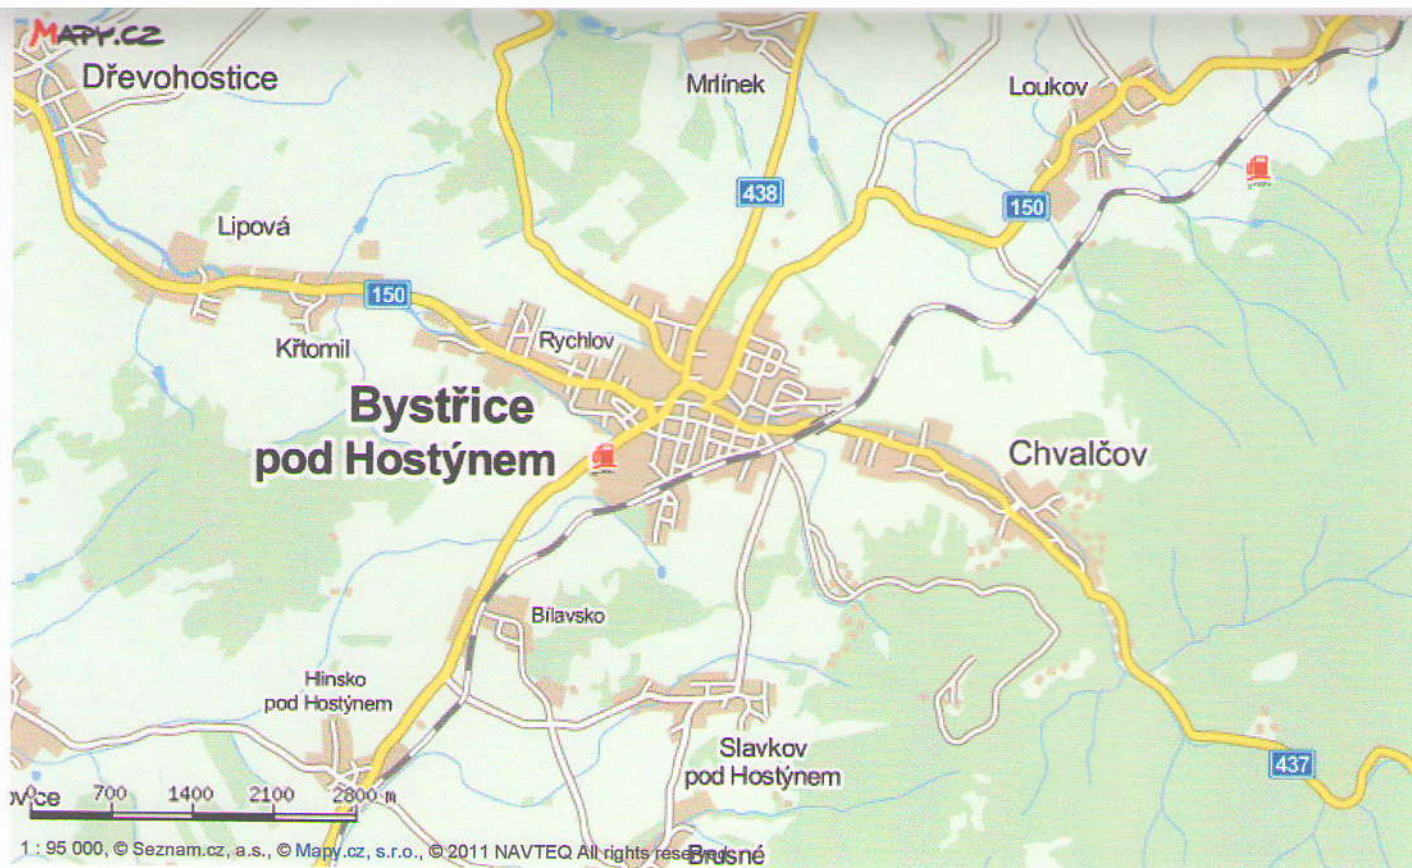 MAPY.CZ
Dřevohostice
Mrlínek
Loukov
438
150
Lipová
150
Křtomil
Rychlov
Bystřice
pod Hostýnem
Chvalčov
Bílavsko
Hlinsko
pod Hostýnem
Slavkov
pod Hostýnem
437
0 700 1400 2100 2800 m
1 : 95 000, © Seznam.cz, a.s., © Mapy.cz, s.r.o., © 2011 NAVTEQ All rights reserved
Brusné